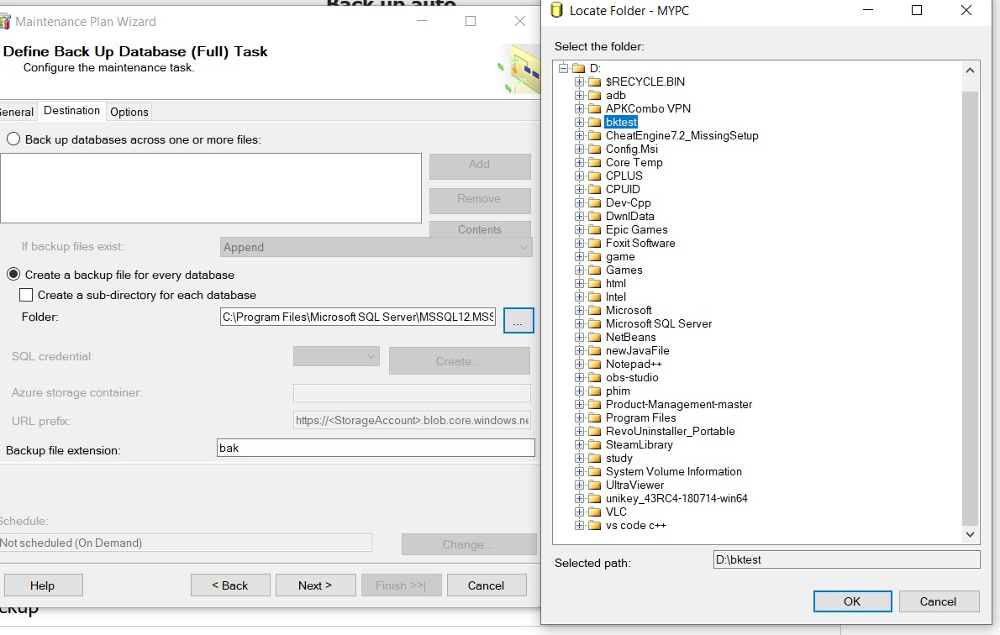 Back up auto
Maintenance Plan Wizard
Define Back Up Database (Full) Task
Configure the maintenance task.
eneral
Destination
Options
Back up databases across one or more files:
Add
Remove
Contents
If backup files exist:
Append
Create a backup file for every database
Create a sub-directory for each database
Folder:
C:\Program Files\Microsoft SQL Server\MSSQL12.MSS
...
SQL credential:
Create...
Azure storage container:
URL prefix:
https://<StorageAccount>.blob.core.windows.ne
Backup file extension:
bak
Schedule:
Not scheduled (On Demand)
Change...
Help
< Back
Next >
Finish >>|
Cancel
ckup
Locate Folder - MYPC
Select the folder:
D:
$RECYCLE.BIN
adb
APKCombo VPN
bktest
CheatEngine7.2_MissingSetup
Config.Msi
Core Temp
CPLUS
CPUID
Dev-Cpp
DwnlData
Epic Games
Foxit Software
game
Games
html
Intel
Microsoft
Microsoft SQL Server
NetBeans
newJavaFile
Notepad++
obs-studio
phim
Product-Management-master
Program Files
RevoUninstaller_Portable
SteamLibrary
study
System Volume Information
UltraViewer
unikey_43RC4-180714-win64
VLC
vs code c++
Selected path:
D:\bktest
OK
Cancel